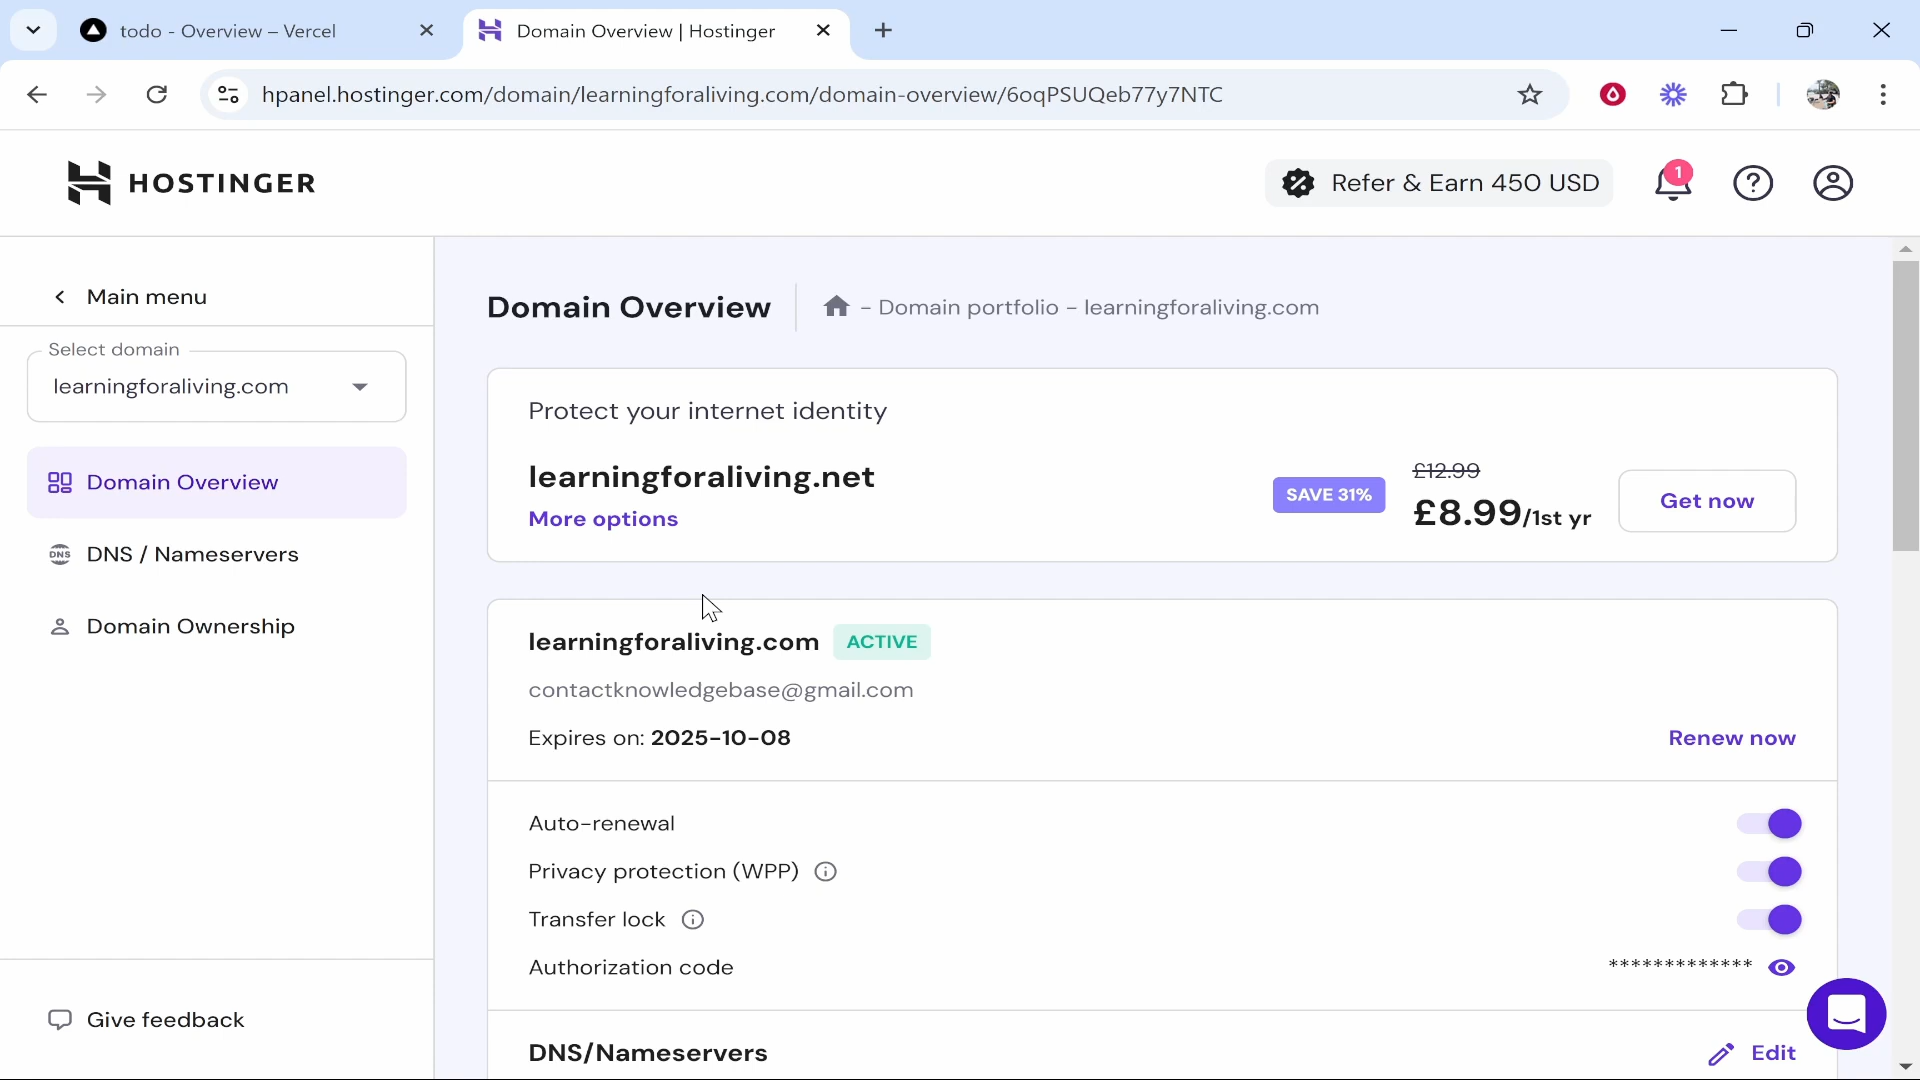 todo - Overview – Vercel
Domain Overview | Hostinger
hpanel.hostinger.com/domain/learningforaliving.com/domain-overview/6oqPSUQeb77y7NTC
HOSTINGER
Refer & Earn 450 USD
1
Main menu
Select domain
learningforaliving.com
Domain Overview
DNS
DNS / Nameservers
Domain Ownership
Give feedback
Domain Overview
- Domain portfolio - learningforaliving.com
Protect your internet identity
learningforaliving.net
More options
SAVE 31%
£12.99
£8.99/1st yr
Get now
learningforaliving.com
ACTIVE
contactknowledgebase@gmail.com
Expires on: 2025-10-08
Renew now
Auto-renewal
Privacy protection (WPP)
Transfer lock
Authorization code
*************
DNS/Nameservers
Edit